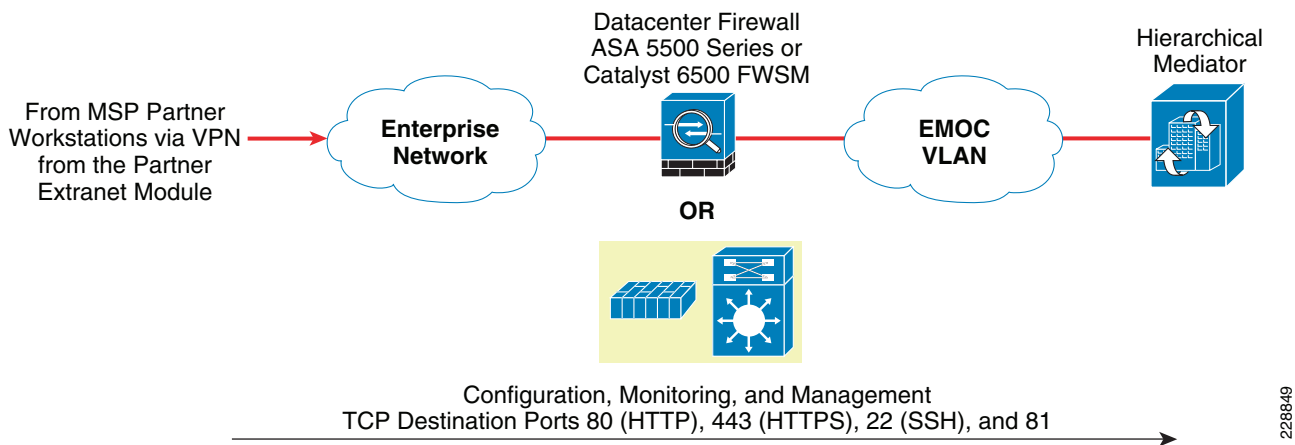 Datacenter Firewall
ASA 5500 Series or
Catalyst 6500 FWSM
Hierarchical
Mediator
From MSP Partner
Workstations via VPN
from the Partner
Extranet Module
Enterprise
Network
EMOC
VLAN
OR
Configuration, Monitoring, and Management
TCP Destination Ports 80 (HTTP), 443 (HTTPS), 22 (SSH), and 81
228849